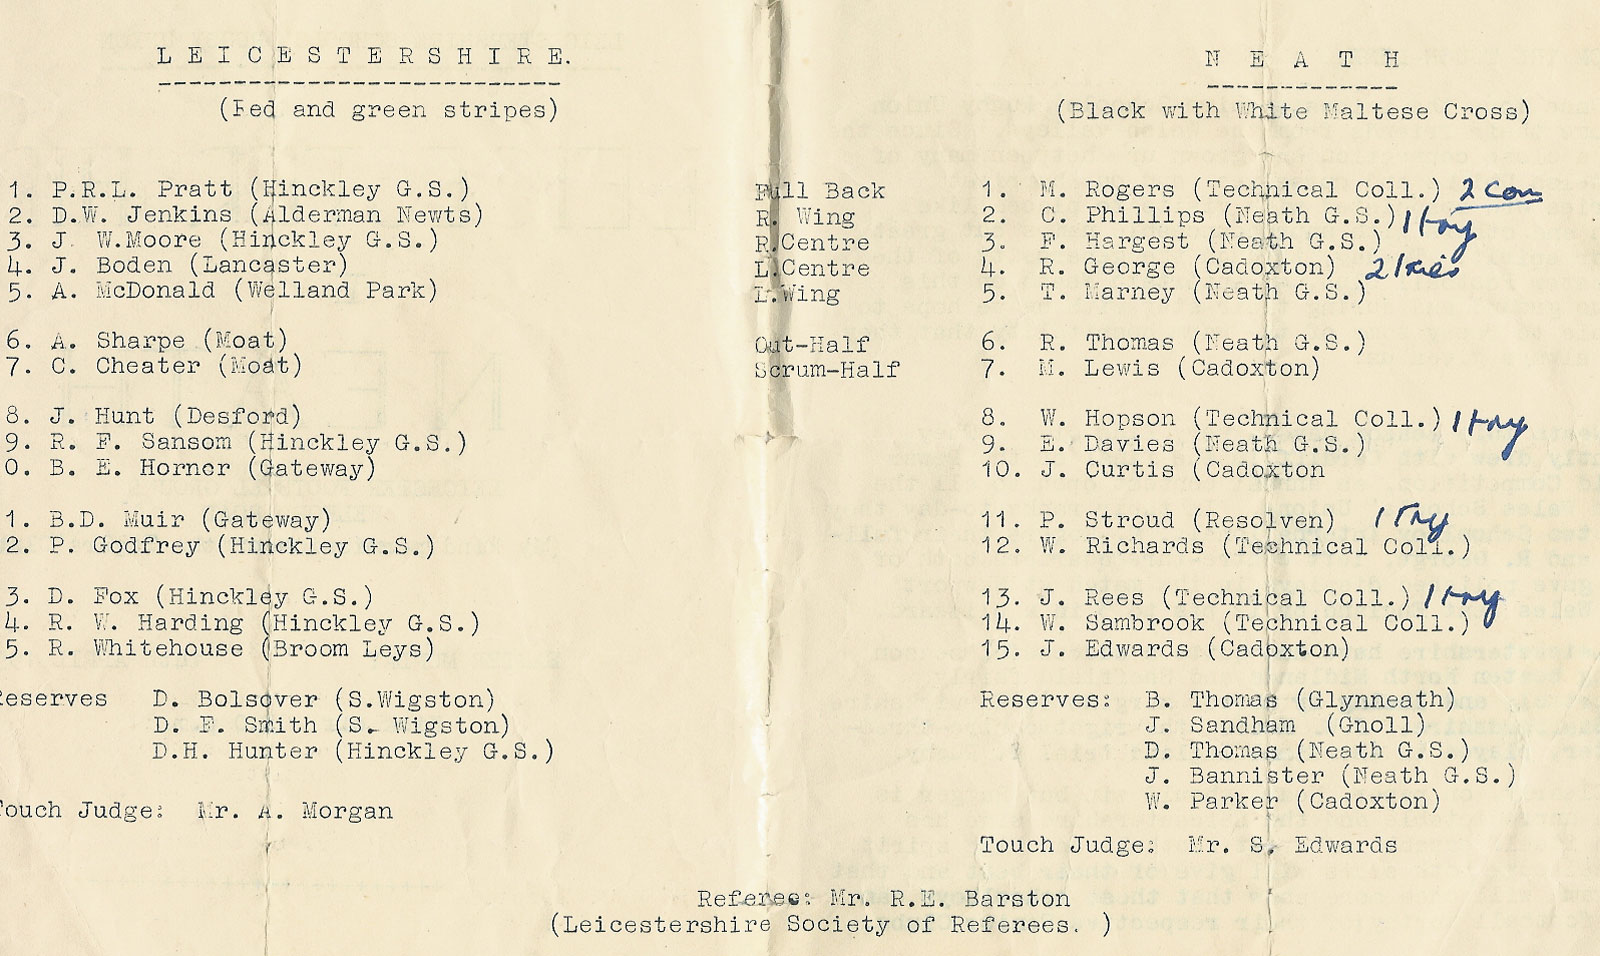 LEICESTERSHIRE.
(Red and green stripes)
1. P.R.L. Pratt (Hinckley G.S.)
2. D.W. Jenkins (Alderman Newts)
3. J. W.Moore (Hinckley G.S.)
4. J. Boden (Lancaster)
5. A. McDonald (Welland Park)
6. A. Sharpe (Moat)
7. C. Cheater (Moat)
8. J. Hunt (Desford)
9. R. F. Sansom (Hinckley G.S.)
0. B. E. Horner (Gateway)
1. B.D. Muir (Gateway)
2. P. Godfrey (Hinckley G.S.)
3. D. Fox (Hinckley G.S.)
4. R. W. Harding (Hinckley G.S.)
5. R. Whitehouse (Broom Leys)
eserves D. Bolsover (S.Wigston)
D. F. Smith (S. Wigston)
D.H. Hunter (Hinckley G.S.)
Touch Judge: Mr. A. Morgan
Full Back
R. Wing
R.Centre
L.Centre
L.Wing
Out-Half
Scrum-Half
NEATH
(Black with White Maltese Cross)
1. M. Rogers (Technical Coll.) 2 Con
2. C. Phillips (Neath G.S.) 1 try
3. F. Hargest (Neath G.S.)
4. R. George (Cadoxton) 2 tries
5. T. Marney (Neath G.S.)
6. R. Thomas (Neath G.S.)
7. M. Lewis (Cadoxton)
8. W. Hopson (Technical Coll.) 1 try
9. E. Davies (Neath G.S.)
10. J. Curtis (Cadoxton
11. P. Stroud (Resolven) 1 Try
12. W. Richards (Technical Coll.)
13. J. Rees (Technical Coll.) 1 try
14. W. Sambrook (Technical Coll.)
15. J. Edwards (Cadoxton)
Reserves: B. Thomas (Glynneath)
J. Sandham (Gnoll)
D. Thomas (Neath G.S.)
J. Bannister (Neath G.S.)
W. Parker (Cadoxton)
Touch Judge: Mr. S. Edwards
Referee: Mr. R.E. Barston
(Leicestershire Society of Referees. )